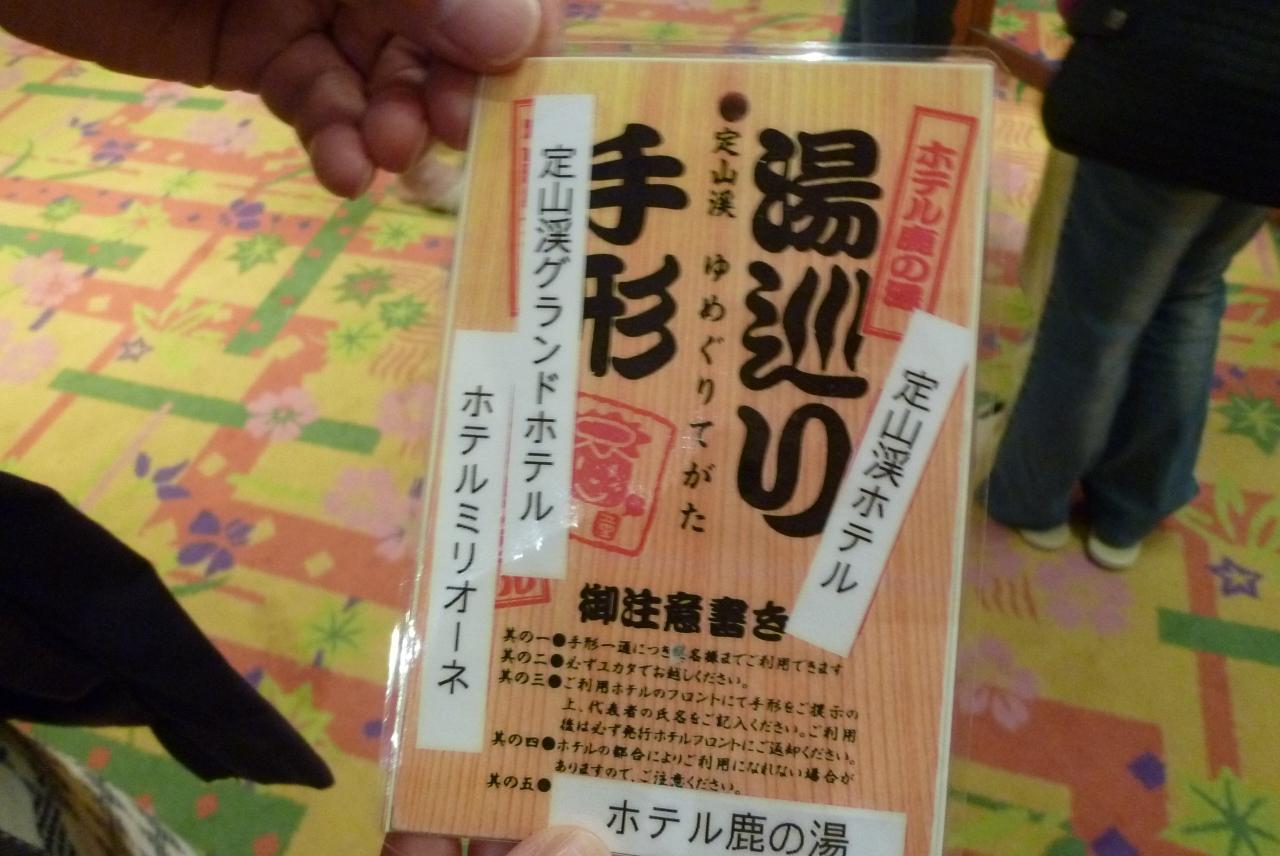 ホテル鹿の湯
湯巡り
定山渓 ゆめぐりてがた
手形
定山渓ホテル
定山渓グランドホテル
ホテルミリオーネ
御注意書き
其の一●手形一通につき 名様までご利用できます
其の二●必ずユカタでお越しください。
其の三●ご利用ホテルのフロントにて手形をご提示の
上、代表者の氏名をご記入ください。ご利用
後は必ず発行ホテルフロントにご返却ください。
其の四●ホテルの都合によりご利用になれない場合が
ありますので、ご注意ください。
其の五●
ホテル鹿の湯